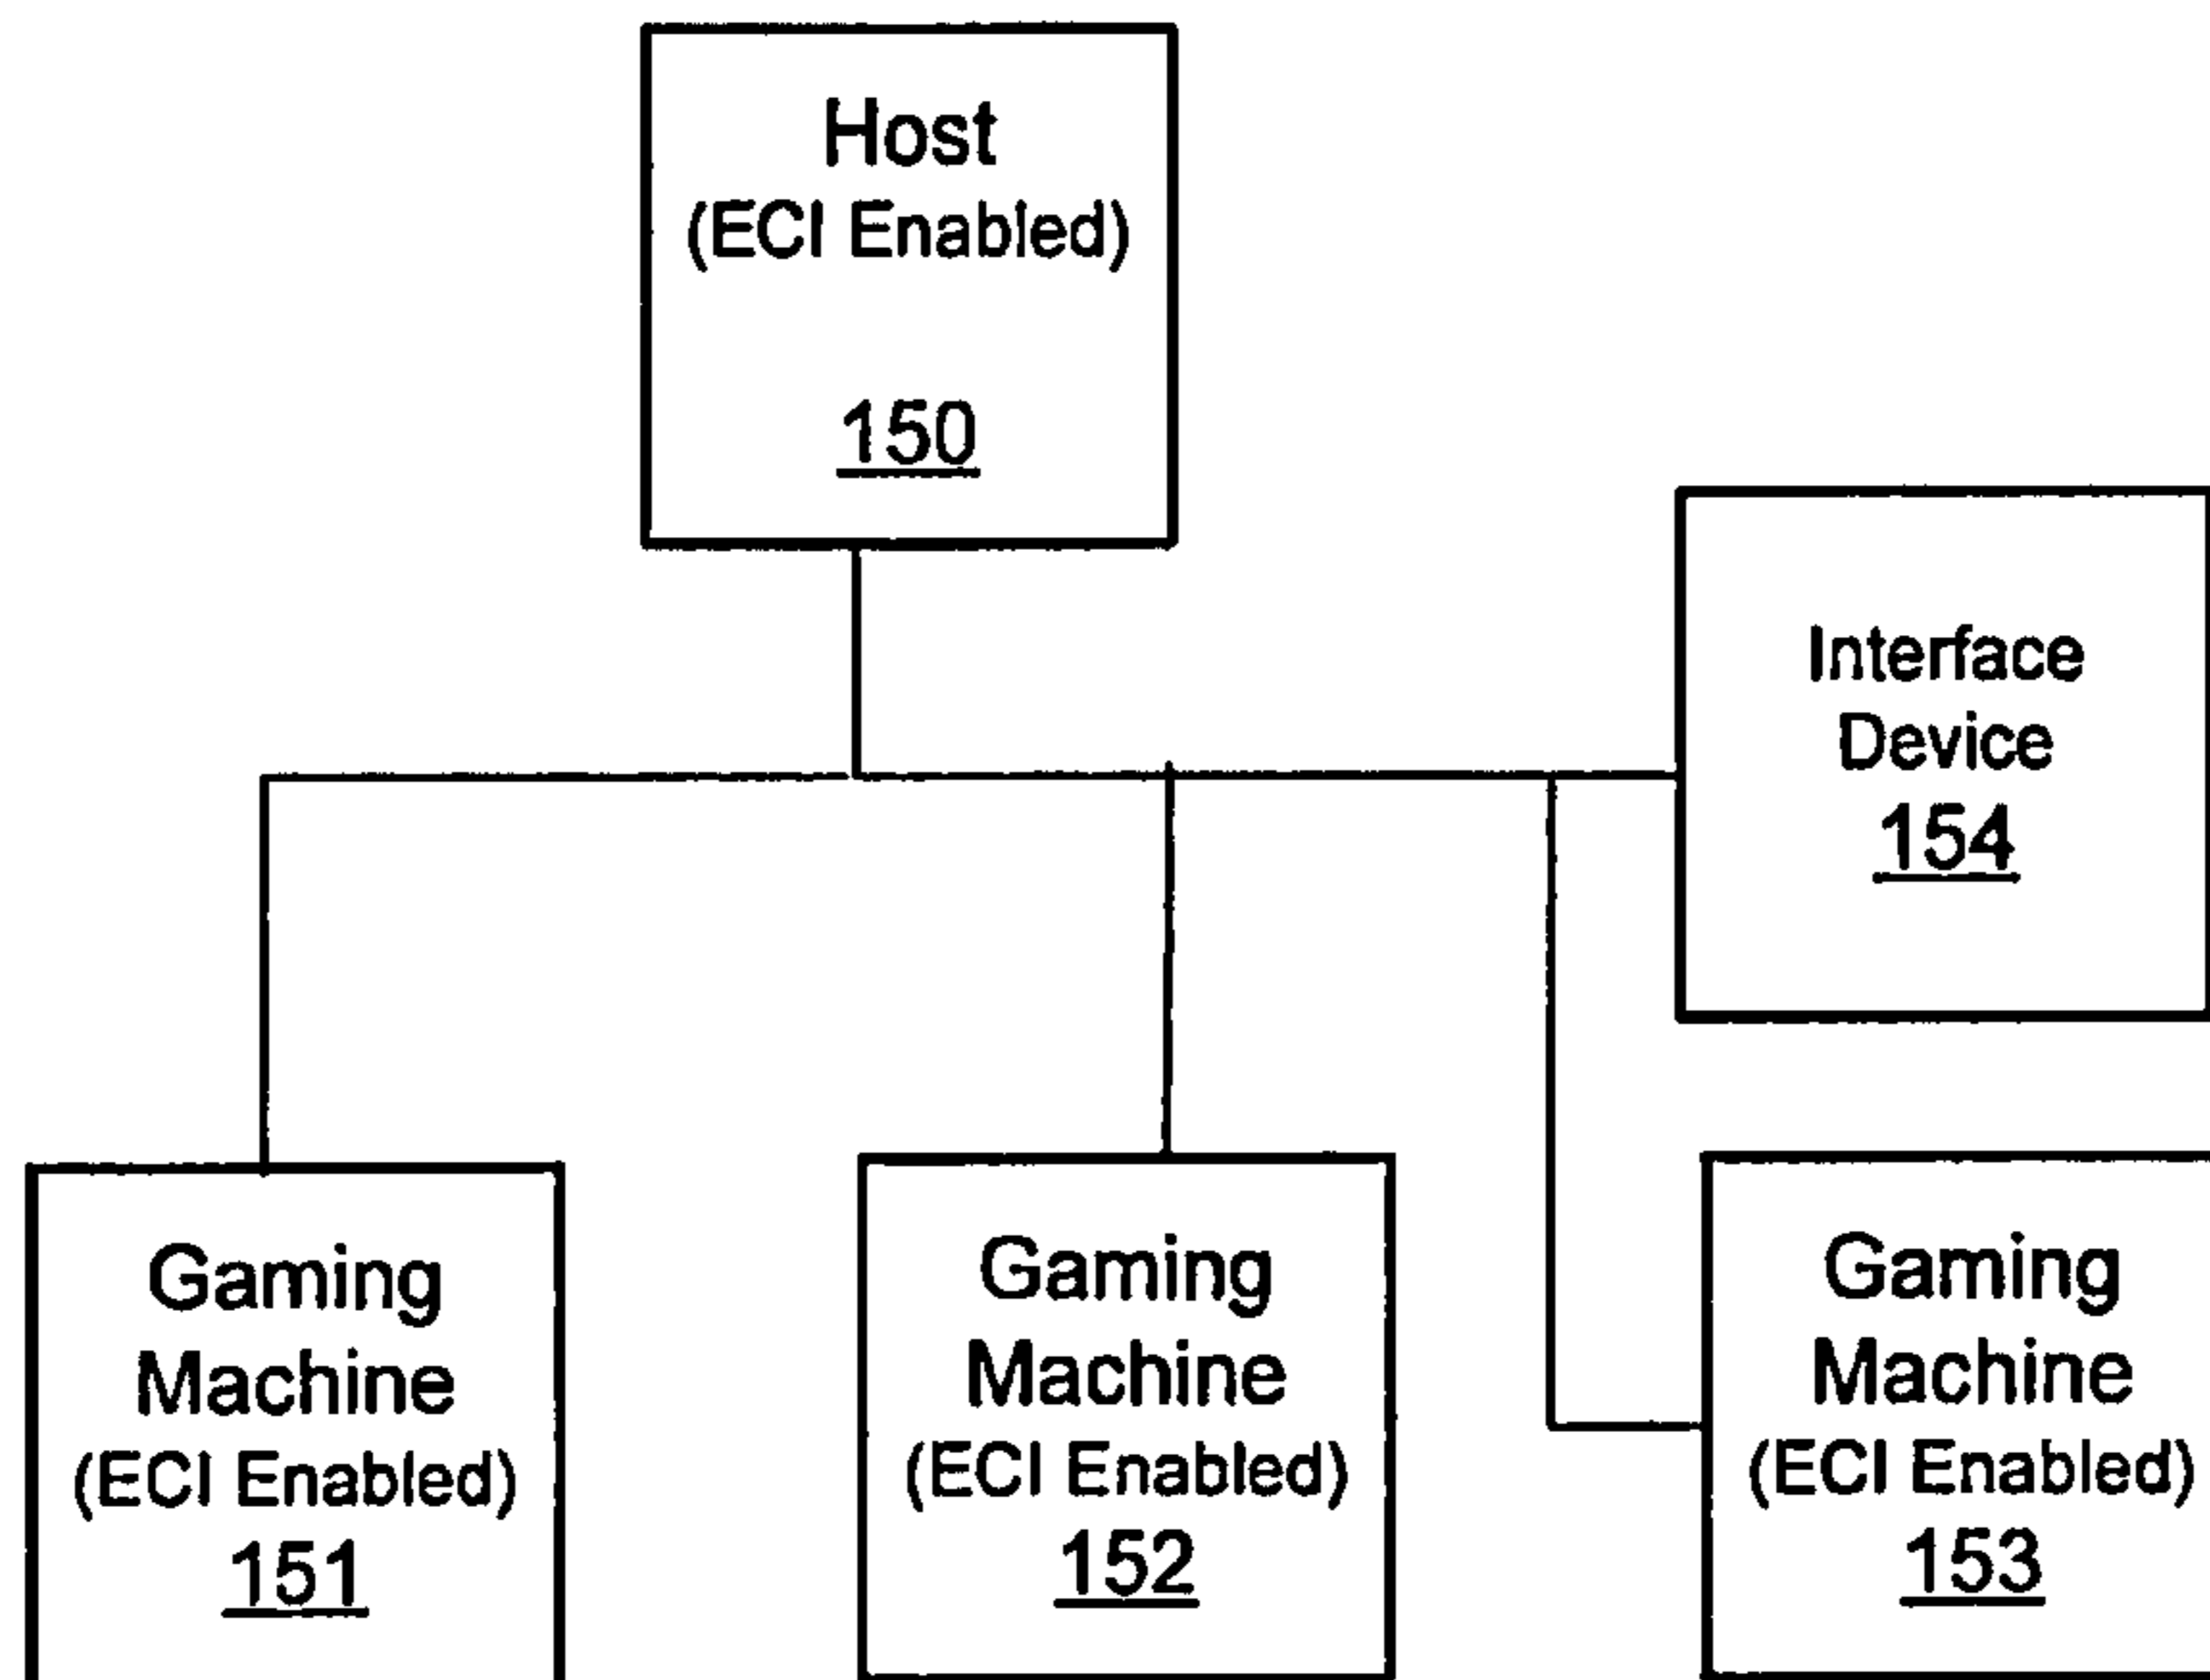 Host
(ECI Enabled)
150
Interface
Device
154
Gaming
Machine
(ECI Enabled)
151
Gaming
Machine
(ECI Enabled)
152
Gaming
Machine
(ECI Enabled)
153